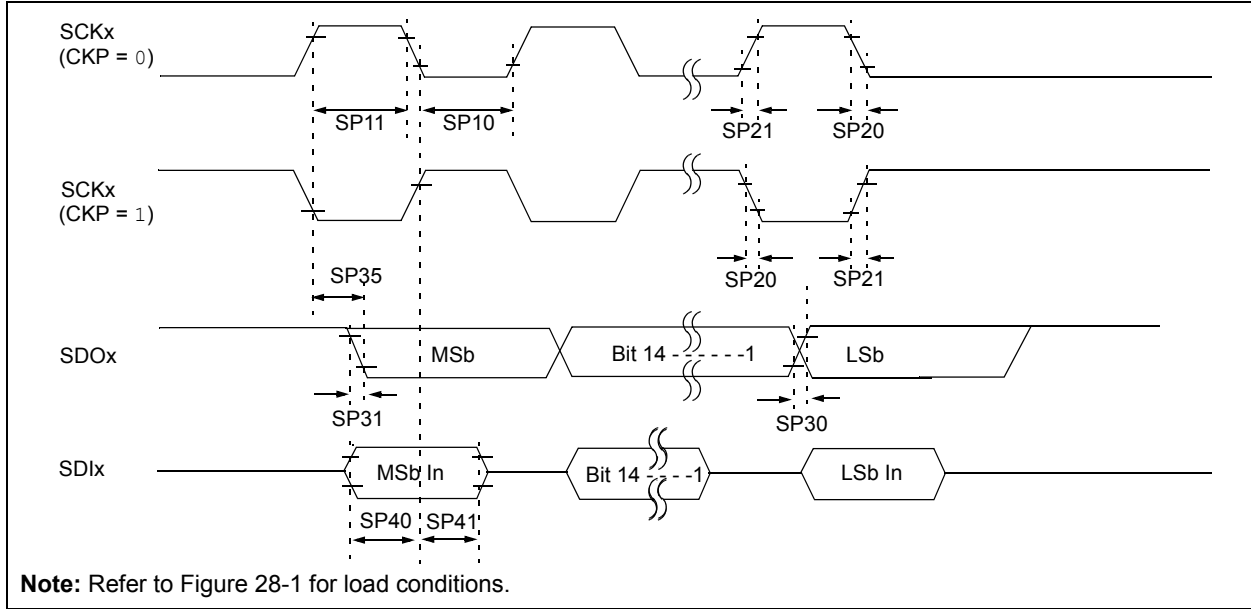 SCKx
(CKP = 0)
SP11
SP10
SP21
SP20
SCKx
(CKP = 1)
SP35
SP20
SP21
SDOx
MSb
Bit 14 - - - - - -1
LSb
SP31
SP30
SDIx
MSb In
Bit 14 - - - -1
LSb In
SP40
SP41
Note: Refer to Figure 28-1 for load conditions.